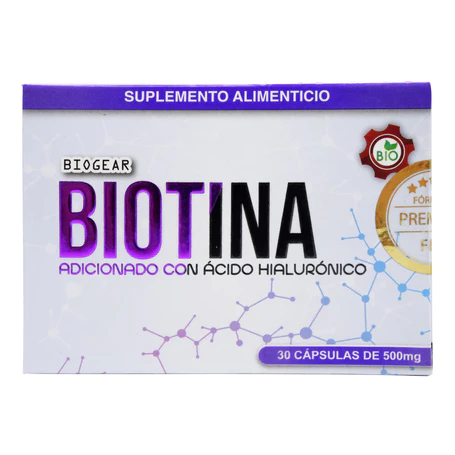 SUPLEMENTO ALIMENTICIO
BIO
BIOGEAR
BIOTINA
ADICIONADO CON ÁCIDO HIALURÓNICO
30 CÁPSULAS DE 500mg